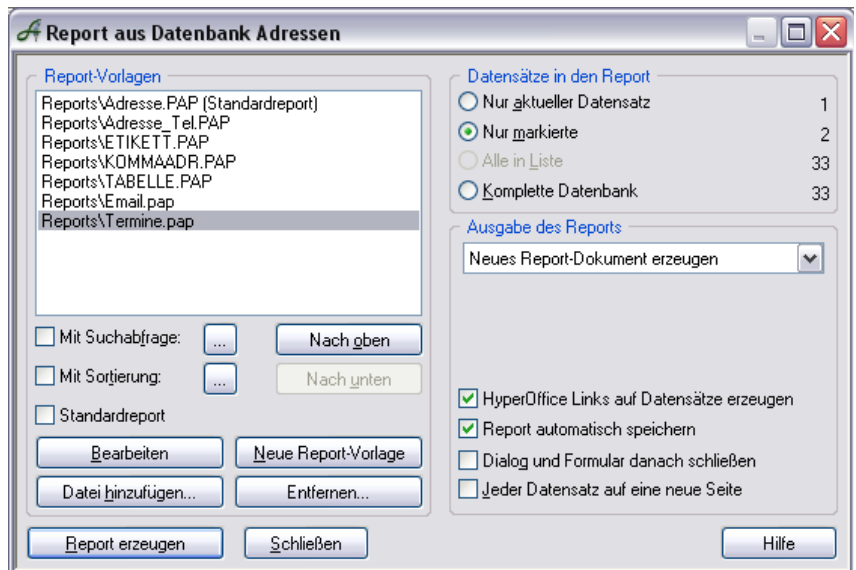 Report aus Datenbank Adressen
Report-Vorlagen
Reports\Adresse.PAP (Standardreport)
Reports\Adresse_Tel.PAP
Reports\ETIKETT.PAP
Reports\KOMMAADR.PAP
Reports\TABELLE.PAP
Reports\Email.pap
Reports\Termine.pap
Mit Suchabfrage:
...
Nach oben
Mit Sortierung:
...
Nach unten
Standardreport
Bearbeiten
Neue Report-Vorlage
Datei hinzufügen...
Entfernen...
Datensätze in den Report
Nur aktueller Datensatz 1
Nur markierte 2
Alle in Liste 33
Komplette Datenbank 33
Ausgabe des Reports
Neues Report-Dokument erzeugen
HyperOffice Links auf Datensätze erzeugen
Report automatisch speichern
Dialog und Formular danach schließen
Jeder Datensatz auf eine neue Seite
Report erzeugen
Schließen
Hilfe